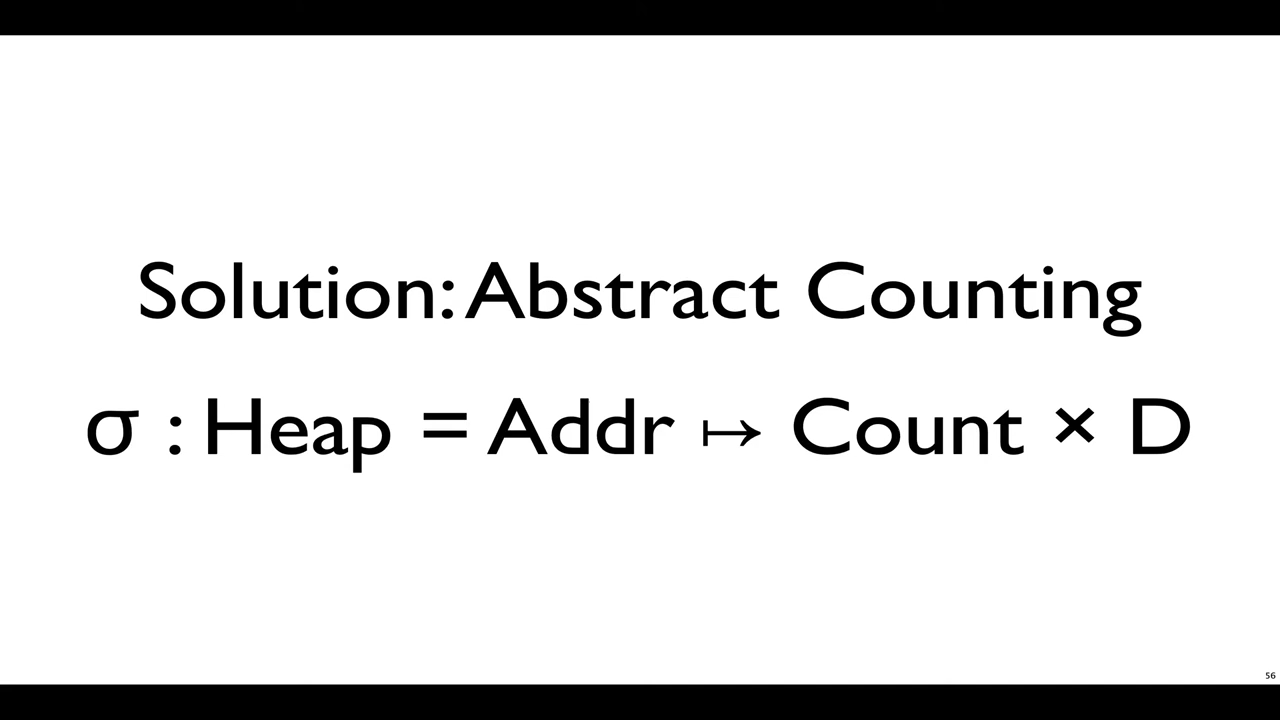 Solution: Abstract Counting
σ : Heap = Addr ↦ Count × D
56